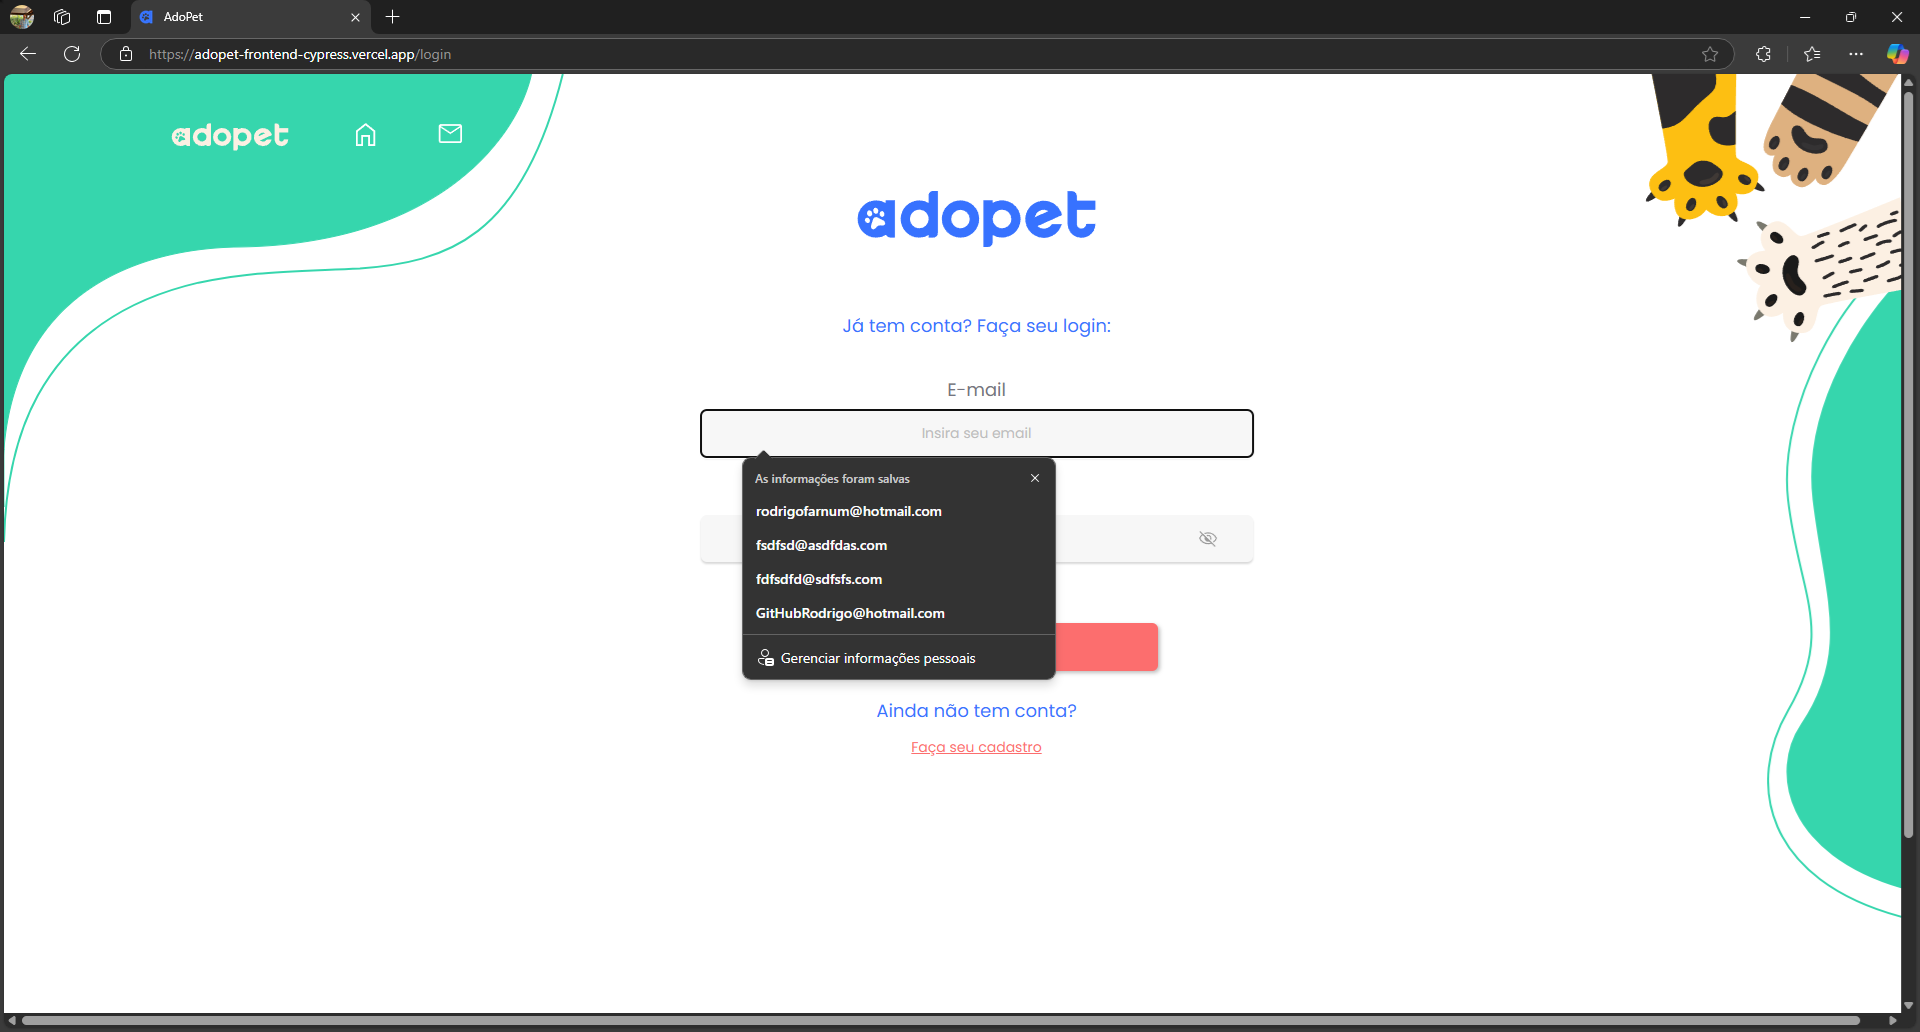 AdoPet
https://adopet-frontend-cypress.vercel.app/login
adopet
adopet
Já tem conta? Faça seu login:
E-mail
Insira seu email
As informações foram salvas
rodrigofarnum@hotmail.com
fsdfsd@asdfdas.com
fdfsdfd@sdfsfs.com
GitHubRodrigo@hotmail.com
Gerenciar informações pessoais
Ainda não tem conta?
Faça seu cadastro